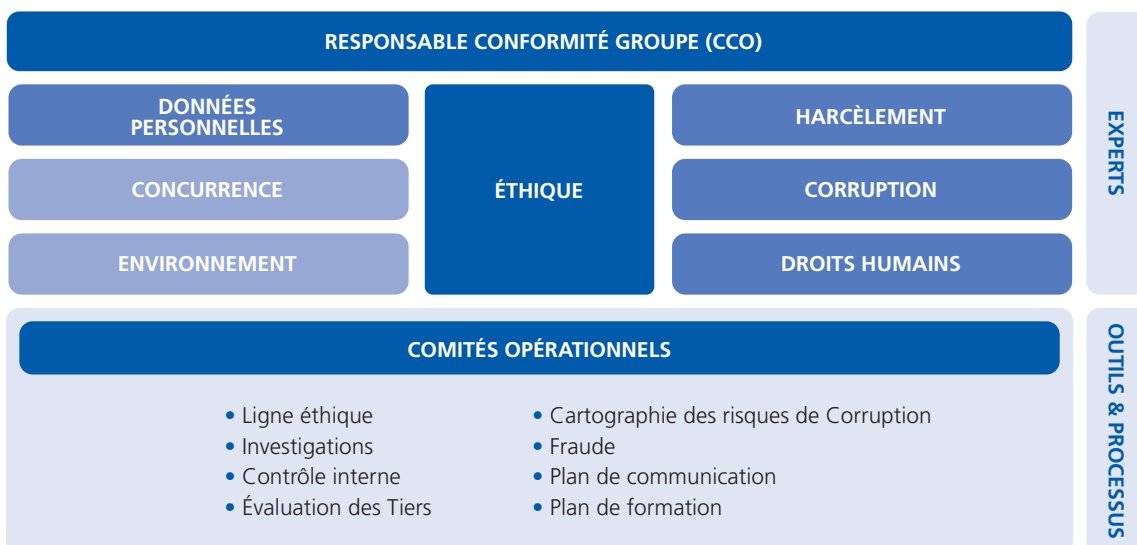 RESPONSABLE CONFORMITÉ GROUPE (CCO)
DONNÉES
PERSONNELLES
CONCURRENCE
ENVIRONNEMENT
ÉTHIQUE
HARCÈLEMENT
CORRUPTION
DROITS HUMAINS
EXPERTS
COMITÉS OPÉRATIONNELS
• Ligne éthique
• Investigations
• Contrôle interne
• Évaluation des Tiers
• Cartographie des risques de Corruption
• Fraude
• Plan de communication
• Plan de formation
OUTILS & PROCESSUS